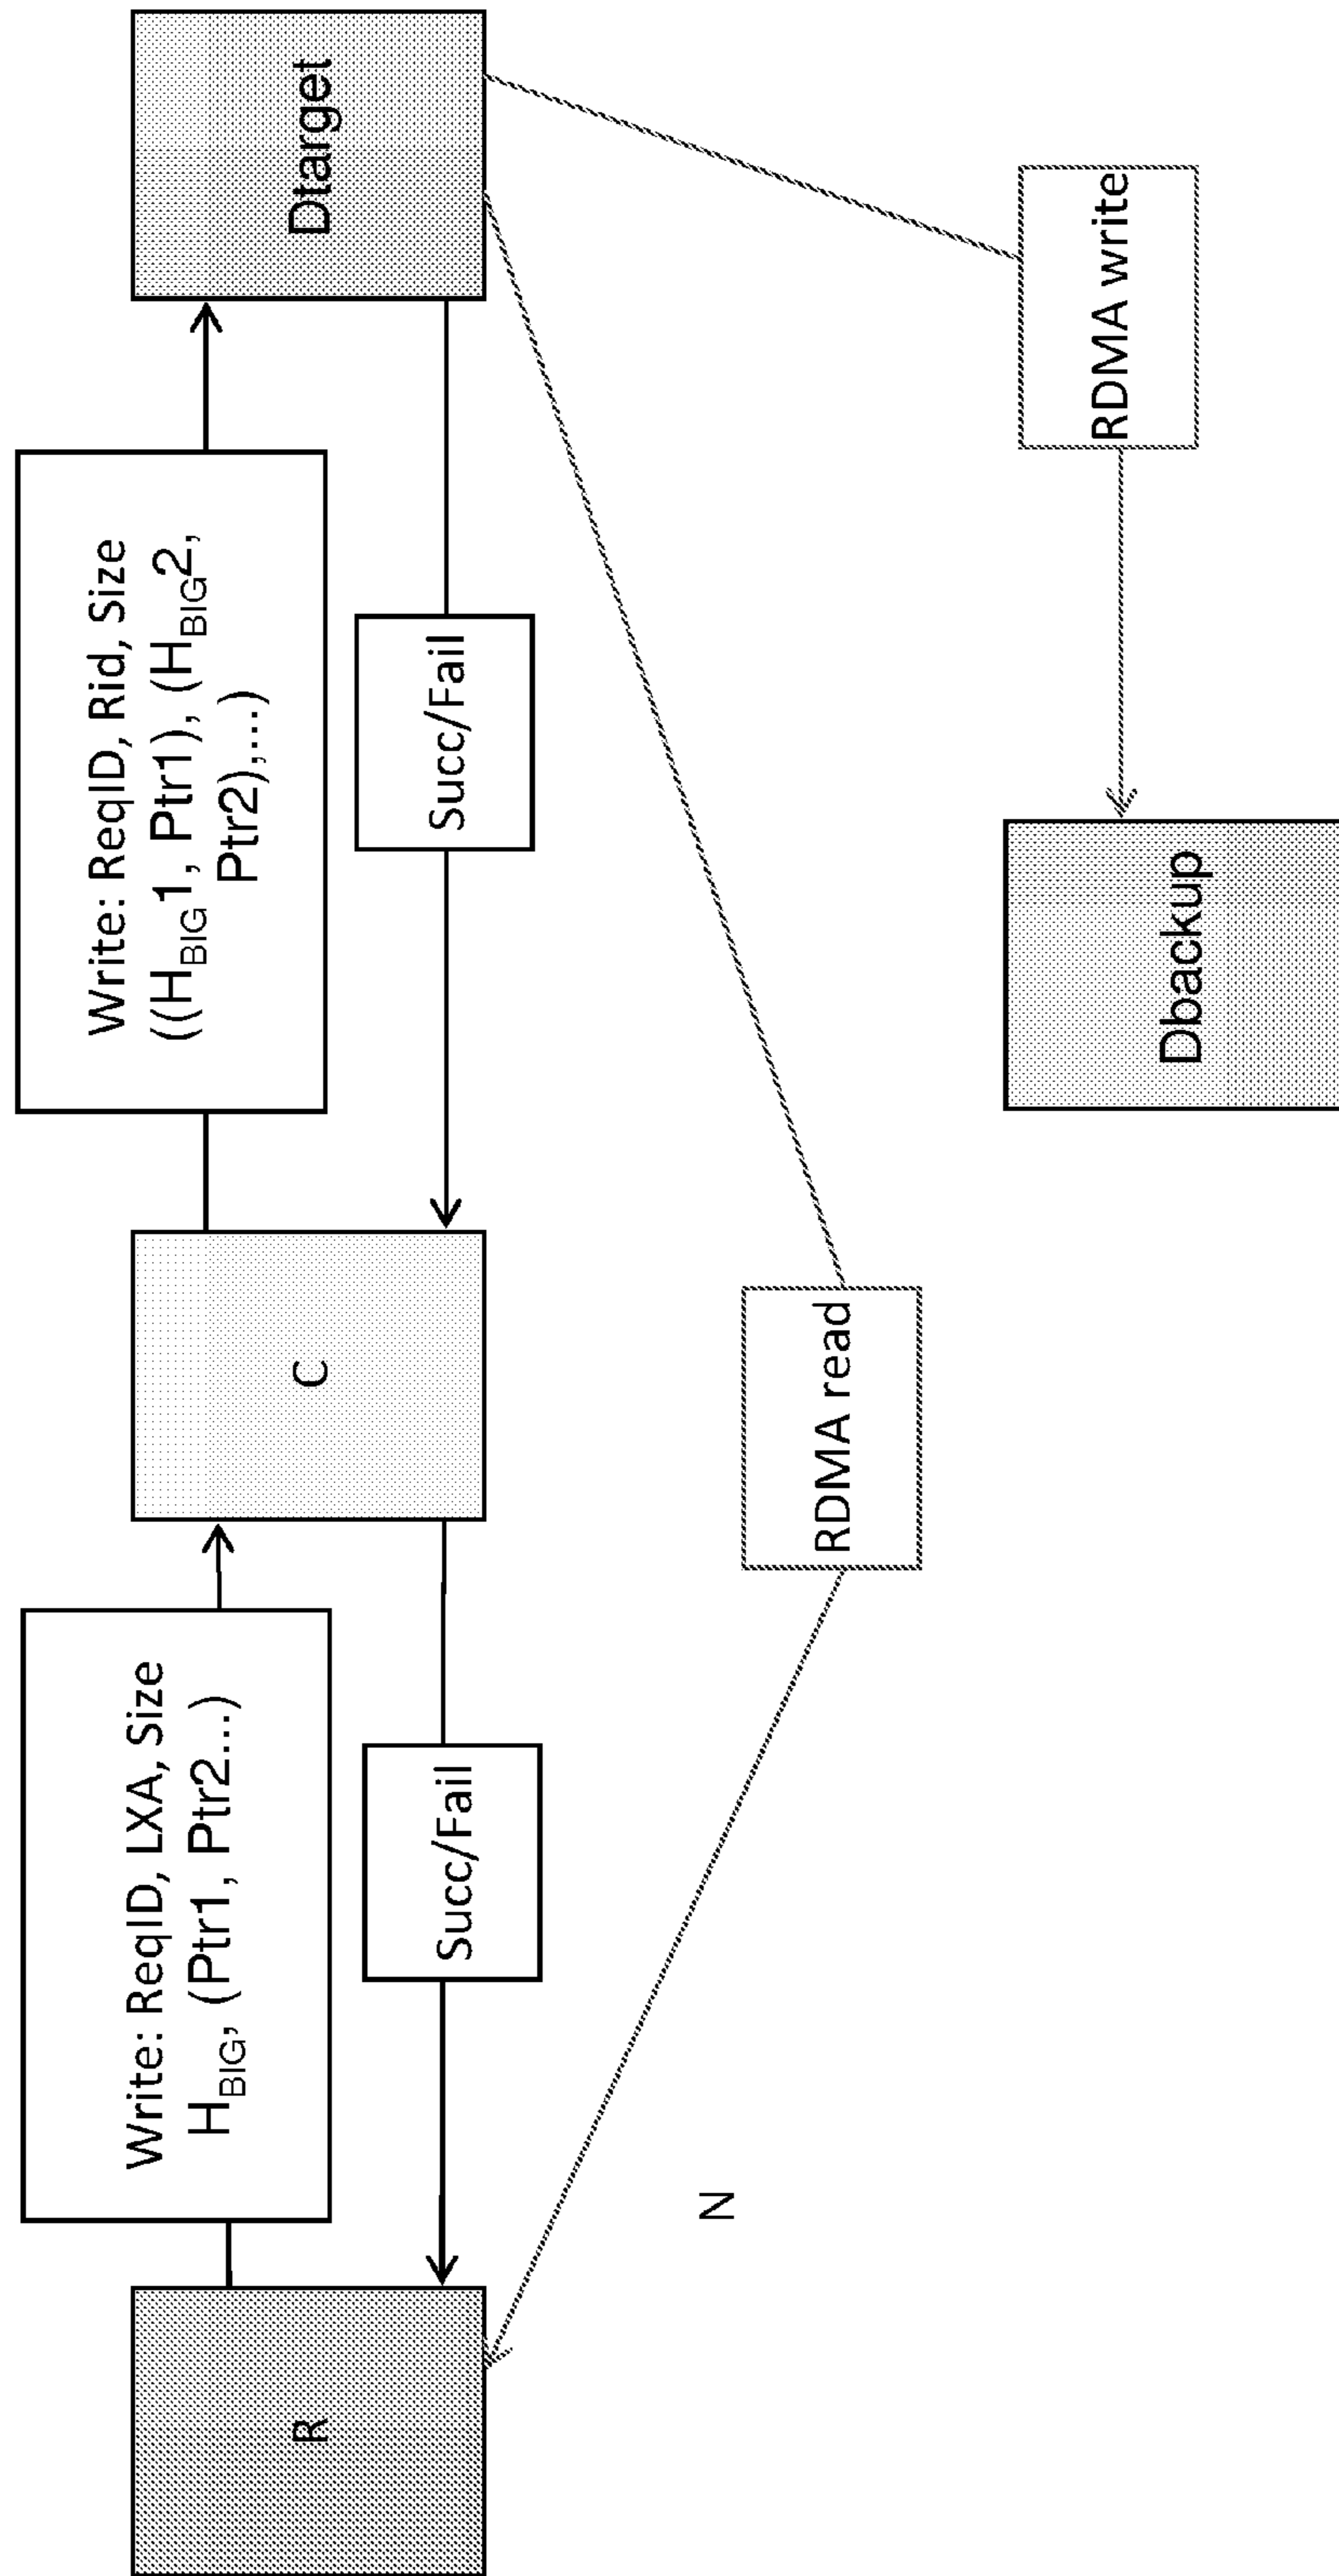 R
Write: ReqID, LXA, Size
H_BIG, (Ptr1, Ptr2...)
Succ/Fail
C
Write: ReqID, Rid, Size
((H_BIG1, Ptr1), (H_BIG2,
Ptr2),...)
Succ/Fail
Dtarget
N
RDMA read
RDMA write
Dbackup